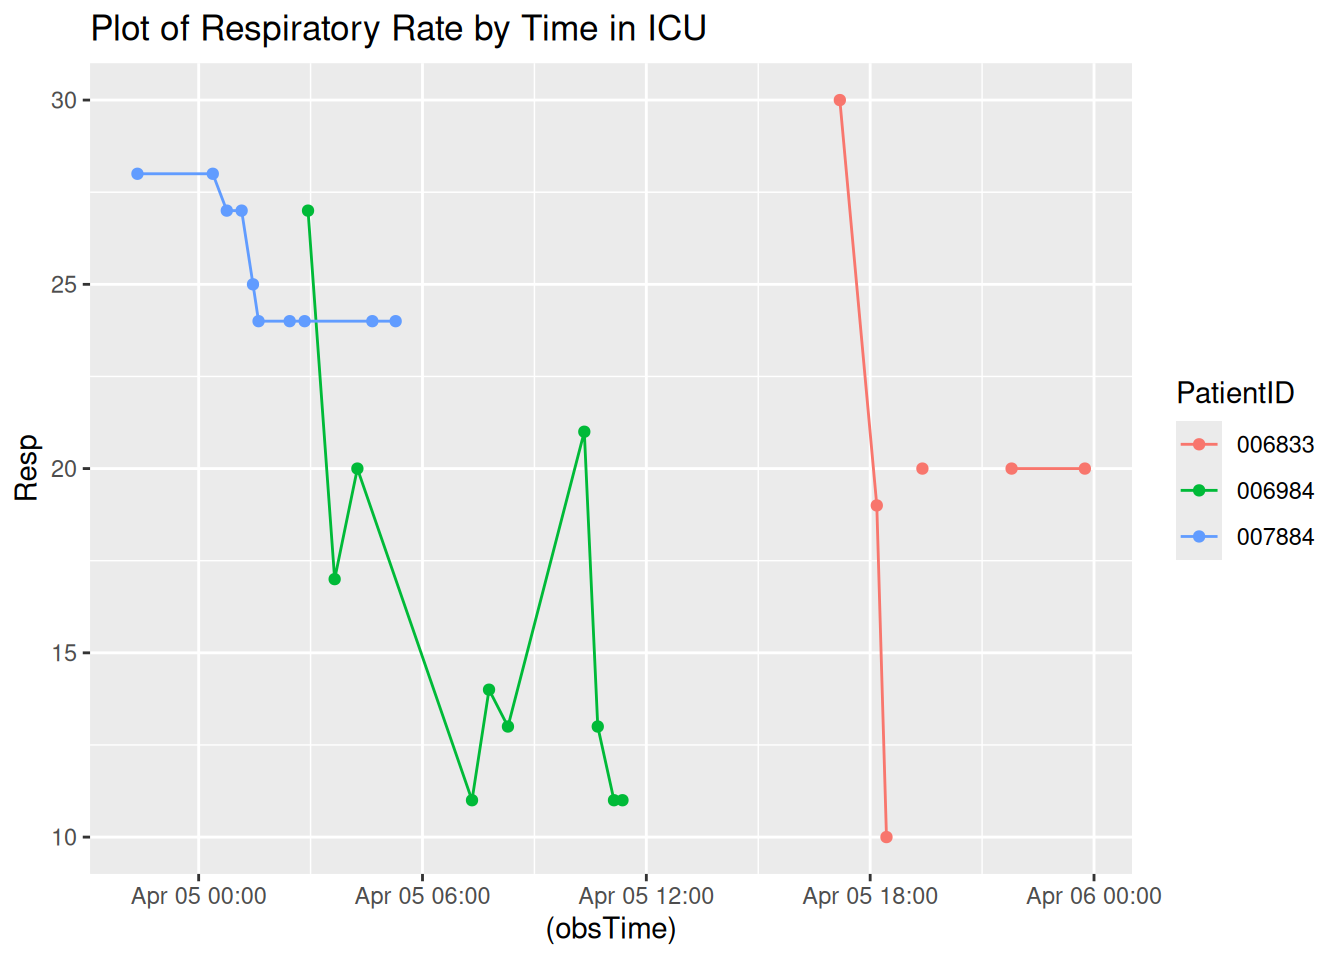 Plot of Respiratory Rate by Time in ICU
30
25
20
15
10
Resp
Apr 05 00:00
Apr 05 06:00
Apr 05 12:00
Apr 05 18:00
Apr 06 00:00
(obsTime)
PatientID
006833
006984
007884